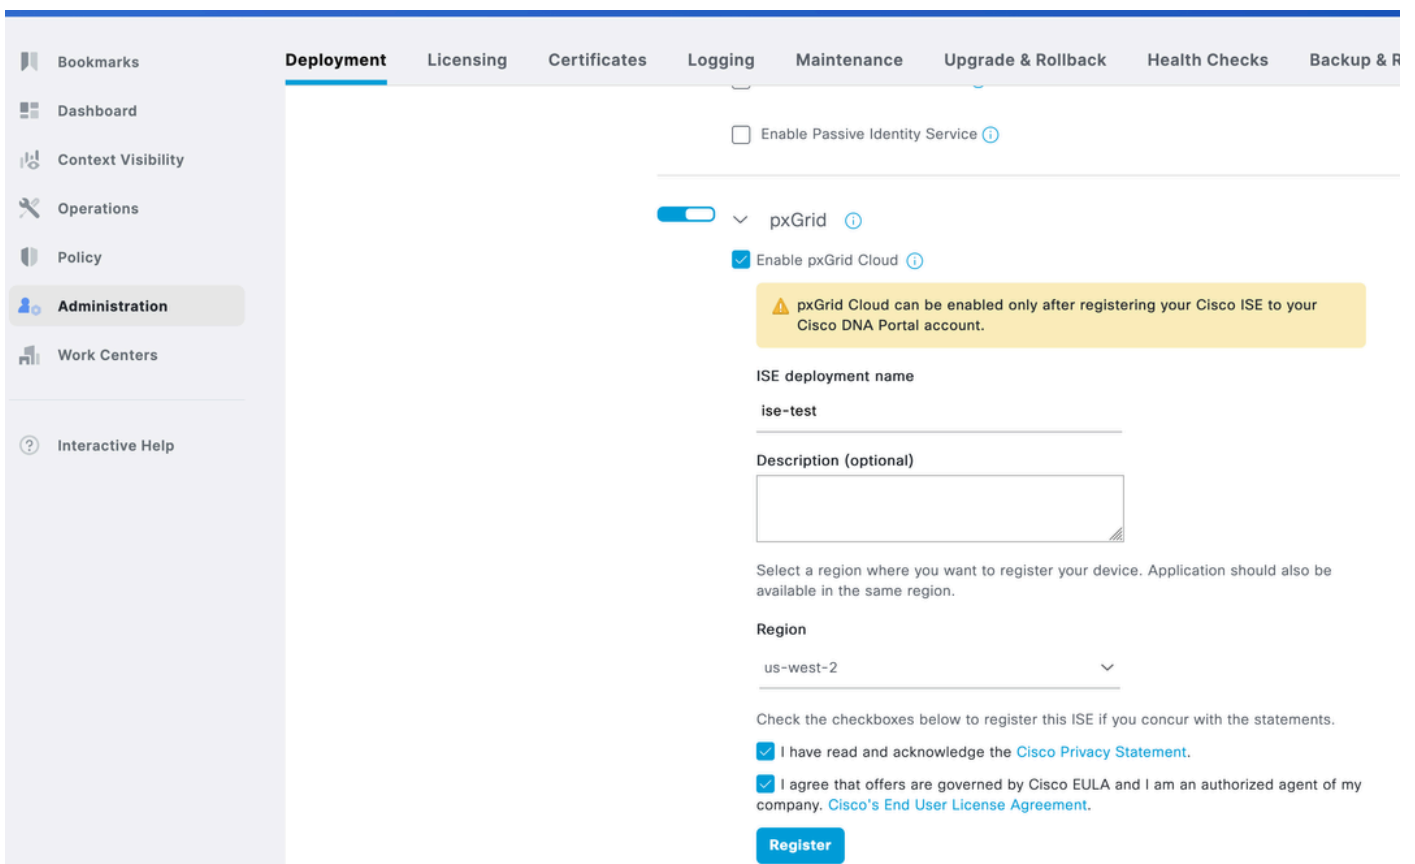 Bookmarks
Dashboard
Context Visibility
Operations
Policy
Administration
Work Centers
Interactive Help
Deployment Licensing Certificates Logging Maintenance Upgrade & Rollback Health Checks Backup & R
Enable Passive Identity Service
pxGrid
Enable pxGrid Cloud
pxGrid Cloud can be enabled only after registering your Cisco ISE to your
Cisco DNA Portal account.
ISE deployment name
ise-test
Description (optional)
Select a region where you want to register your device. Application should also be
available in the same region.
Region
us-west-2
Check the checkboxes below to register this ISE if you concur with the statements.
I have read and acknowledge the Cisco Privacy Statement.
I agree that offers are governed by Cisco EULA and I am an authorized agent of my
company. Cisco's End User License Agreement.
Register